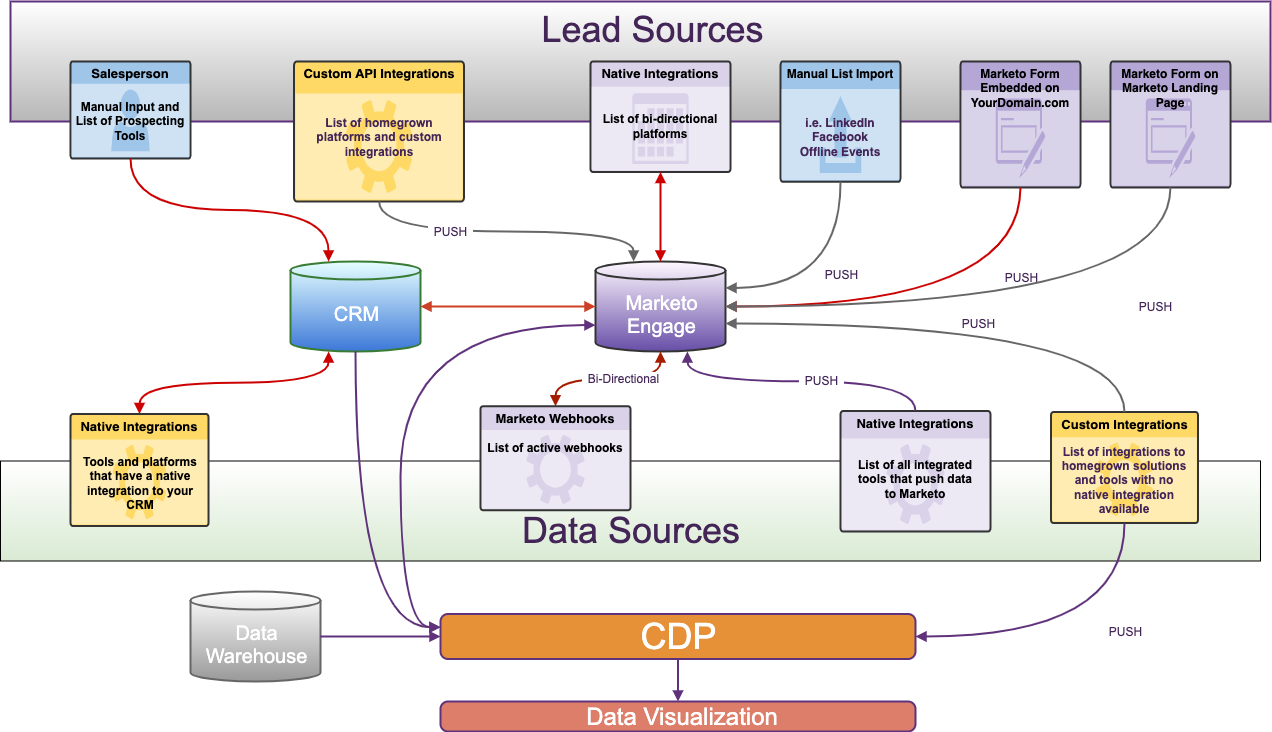 Lead Sources
Salesperson
Manual Input and
List of Prospecting
Tools
Custom API Integrations
List of homegrown
platforms and custom
integrations
Native Integrations
List of bi-directional
platforms
Manual List Import
i.e. LinkedIn
Facebook
Offline Events
Marketo Form
Embedded on
YourDomain.com
Marketo Form on
Marketo Landing
Page
PUSH
PUSH
PUSH
PUSH
PUSH
CRM
Marketo
Engage
Bi-Directional
PUSH
Native Integrations
Tools and platforms
that have a native
integration to your
CRM
Marketo Webhooks
List of active webhooks
Native Integrations
List of all integrated
tools that push data
to Marketo
Custom Integrations
List of integrations to
homegrown solutions
and tools with no
native integration
available
Data Sources
Data
Warehouse
CDP
PUSH
Data Visualization